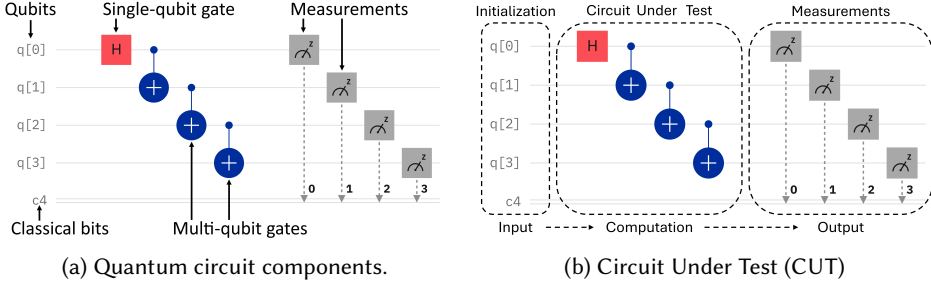 Qubits
Single-qubit gate
Measurements
q[0]
H
z
q[1]
z
q[2]
z
q[3]
z
0
1
2
3
c4
Classical bits
Multi-qubit gates
(a) Quantum circuit components.
Initialization
Circuit Under Test
Measurements
q[0]
H
z
q[1]
z
q[2]
z
q[3]
z
0
1
2
3
c4
Input
Computation
Output
(b) Circuit Under Test (CUT)